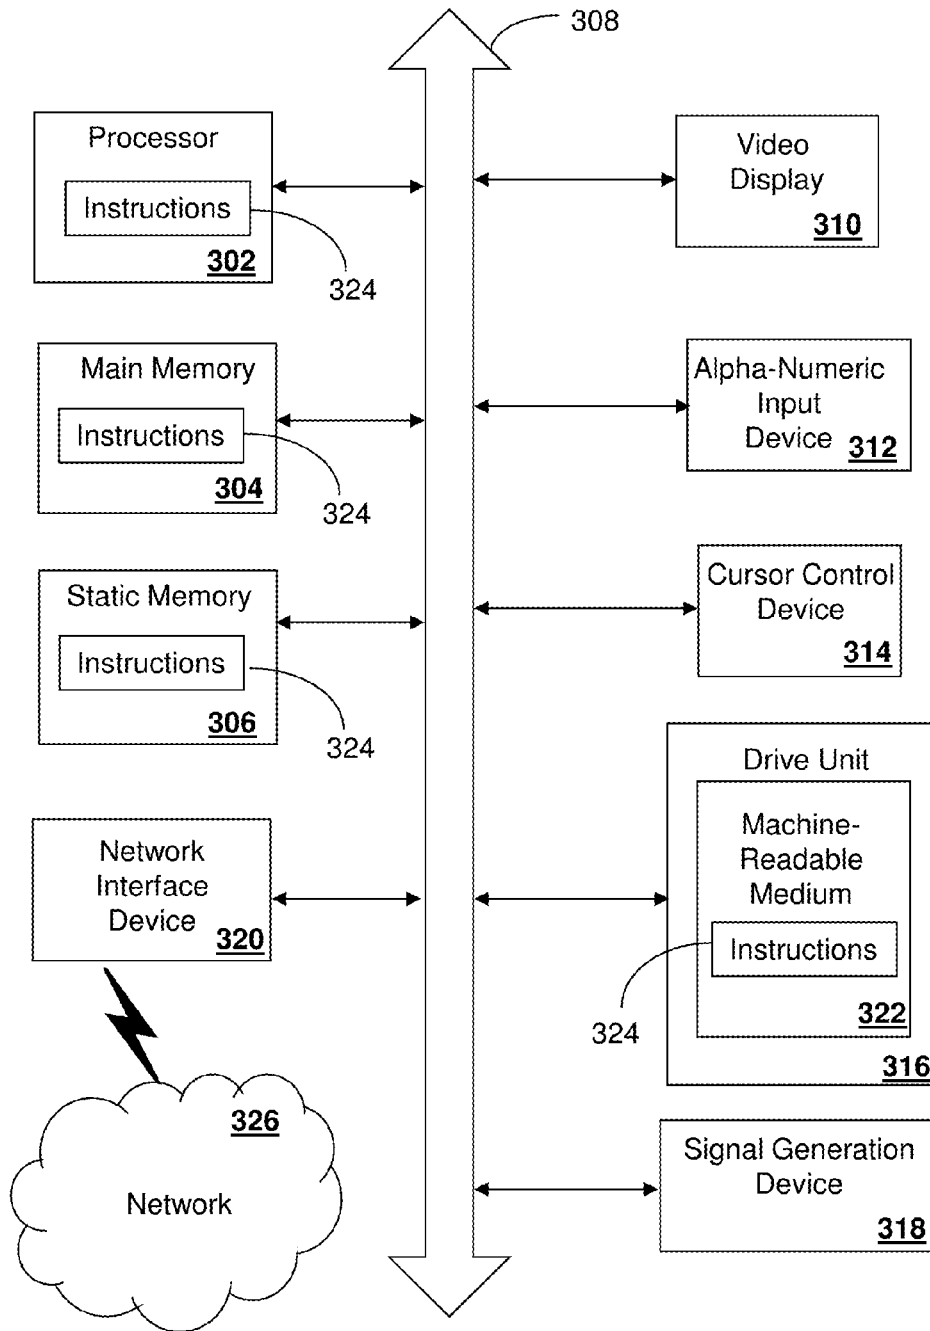 308
Processor
Instructions
302
324
Main Memory
Instructions
304
324
Static Memory
Instructions
306
324
Network
Interface
Device
320
326
Network
Video
Display
310
Alpha-Numeric
Input
Device
312
Cursor Control
Device
314
Drive Unit
Machine-
Readable
Medium
Instructions
324
322
316
Signal Generation
Device
318